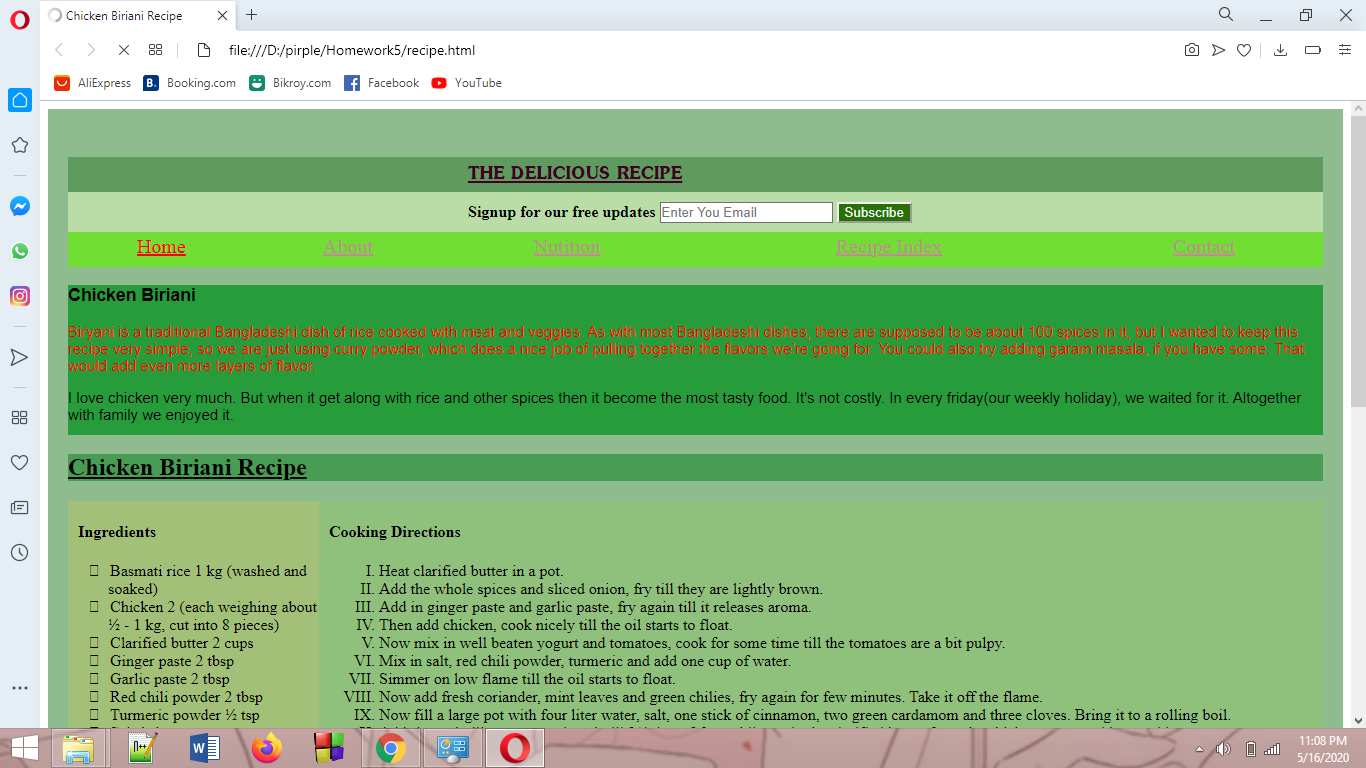 Chicken Biriani Recipe
file:///D:/pirple/Homework5/recipe.html
AliExpress
B.
Booking.com
Bikroy.com
Facebook
YouTube
THE DELICIOUS RECIPE
Signup for our free updates
Enter You Email
Subscribe
Home
About
Nutition
Recipe Index
Contact
Chicken Biriani
Biryani is a traditional Bangladeshi dish of rice cooked with meat and veggies. As with most Bangladeshi dishes, there are supposed to be about 100 spices in it, but I wanted to keep this
recipe very simple, so we are just using curry powder, which does a nice job of pulling together the flavors we're going for. You could also try adding garam masala, if you have some. That
would add even more layers of flavor.
I love chicken very much. But when it get along with rice and other spices then it become the most tasty food. It's not costly. In every friday(our weekly holiday), we waited for it. Altogether
with family we enjoyed it.
Chicken Biriani Recipe
Ingredients
Basmati rice 1 kg (washed and
soaked)
Chicken 2 (each weighing about
½ - 1 kg, cut into 8 pieces)
Clarified butter 2 cups
Ginger paste 2 tbsp
Garlic paste 2 tbsp
Red chili powder 2 tbsp
Turmeric powder ½ tsp
Cooking Directions
I. Heat clarified butter in a pot.
II. Add the whole spices and sliced onion, fry till they are lightly brown.
III. Add in ginger paste and garlic paste, fry again till it releases aroma.
IV. Then add chicken, cook nicely till the oil starts to float.
V. Now mix in well beaten yogurt and tomatoes, cook for some time till the tomatoes are a bit pulpy.
VI. Mix in salt, red chili powder, turmeric and add one cup of water.
VII. Simmer on low flame till the oil starts to float.
VIII. Now add fresh coriander, mint leaves and green chilies, fry again for few minutes. Take it off the flame.
IX. Now fill a large pot with four liter water, salt, one stick of cinnamon, two green cardamom and three cloves. Bring it to a rolling boil.
11:08 PM
5/16/2020